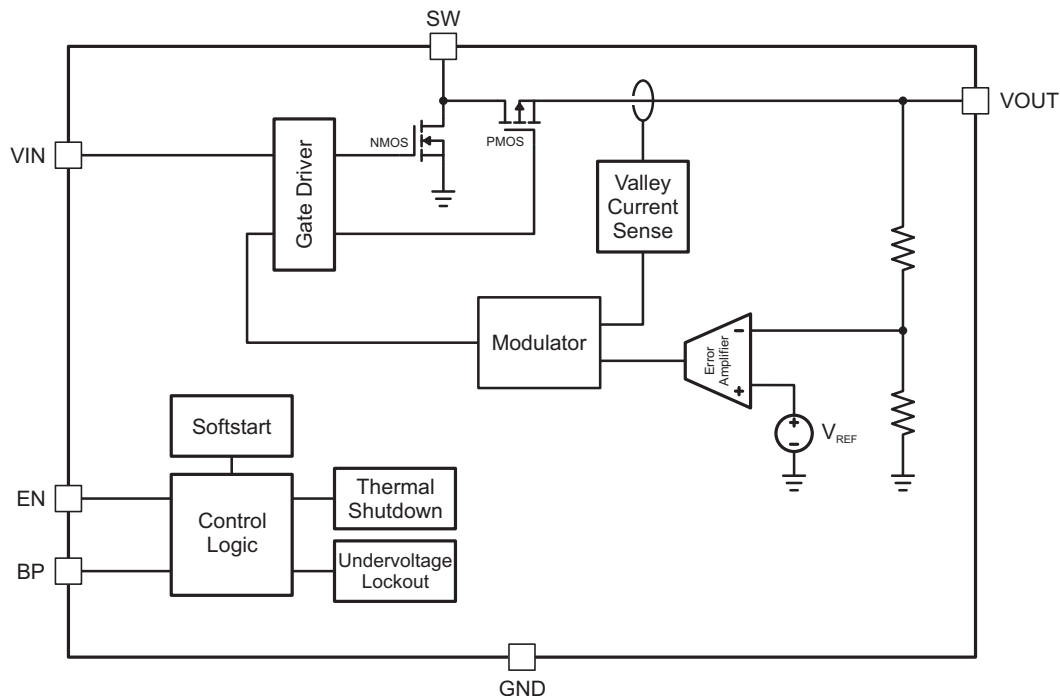 SW
VOUT
VIN
Gate Driver
NMOS
PMOS
Valley
Current
Sense
Modulator
Error
Amplifier
VREF
Softstart
EN
Control
Logic
Thermal
Shutdown
BP
Undervoltage
Lockout
GND